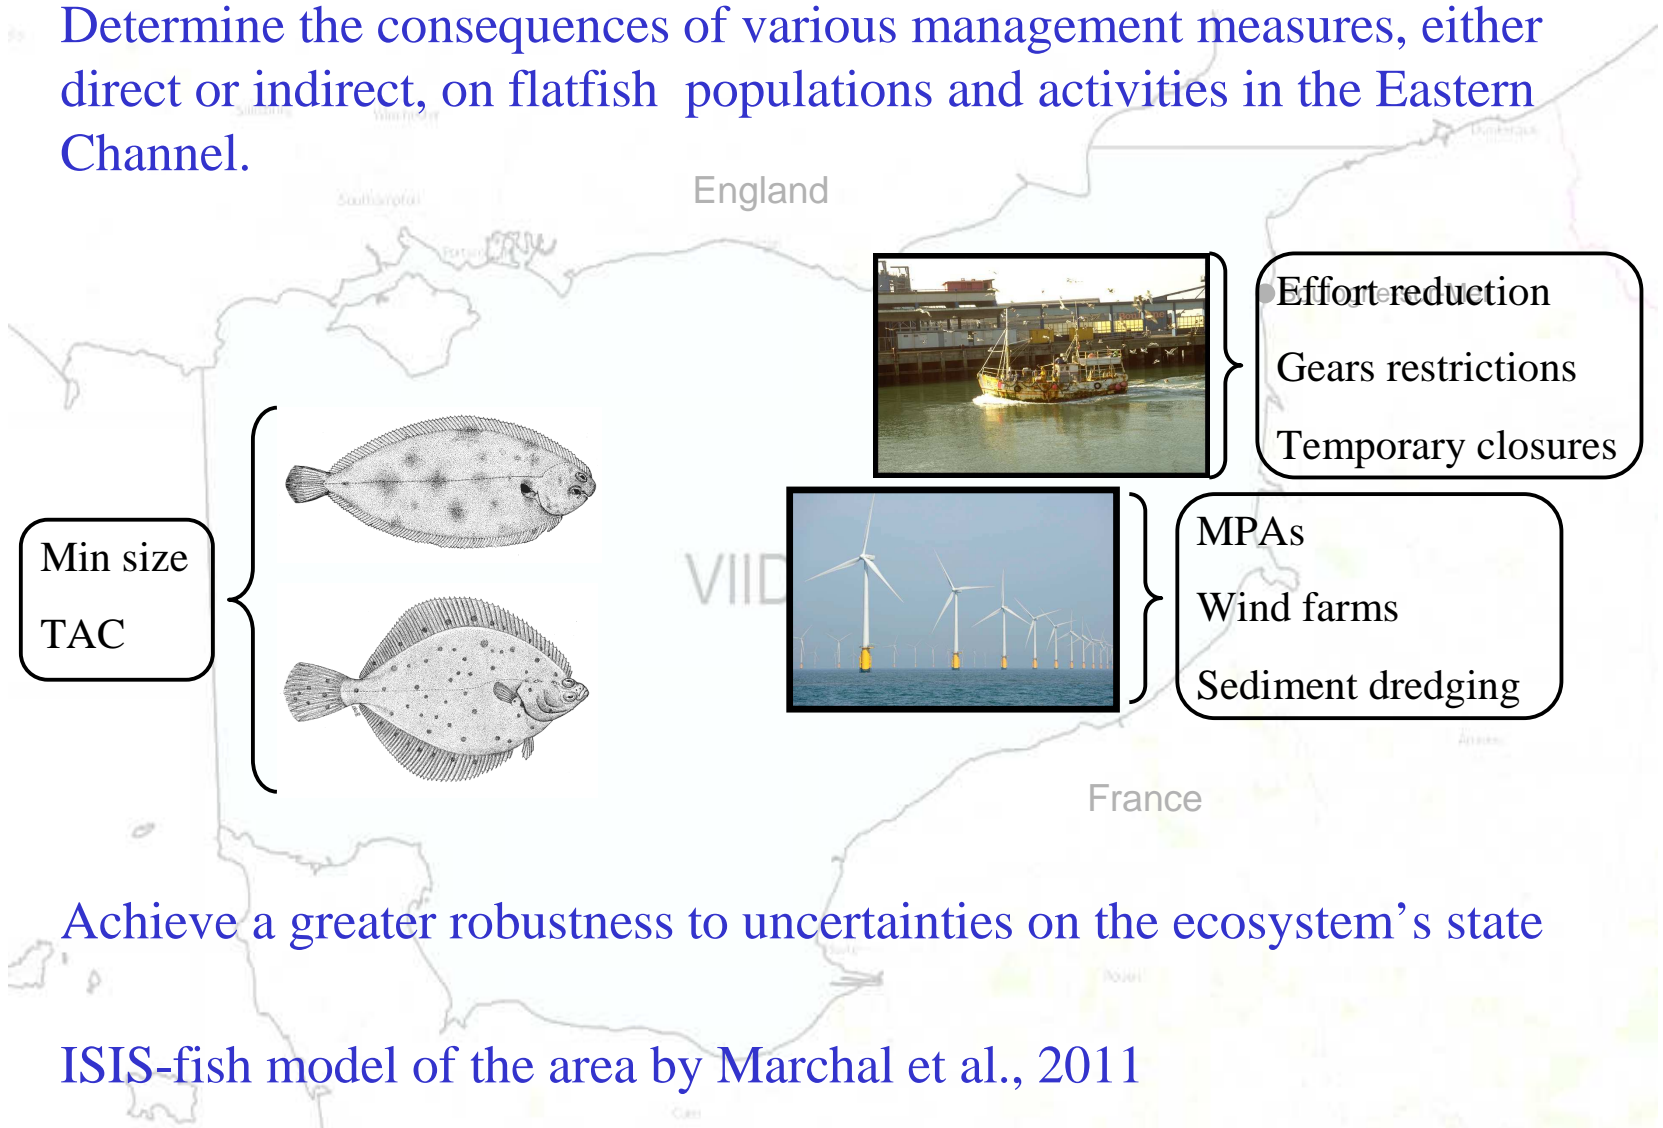 Determine the consequences of various management measures, either
direct or indirect, on flatfish populations and activities in the Eastern
Channel.
England
Southampton
Effort reduction
Gears restrictions
Temporary closures
Min size
TAC
VIID
MPAs
Wind farms
Sediment dredging
France
Achieve a greater robustness to uncertainties on the ecosystem’s state
ISIS-fish model of the area by Marchal et al., 2011